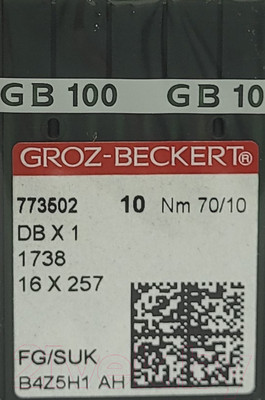 GB 100 GB 10
GROZ-BECKERT®
773502 10 Nm 70/10
DB X 1
1738
16 X 257
FG/SUK
B4Z5H1 AH